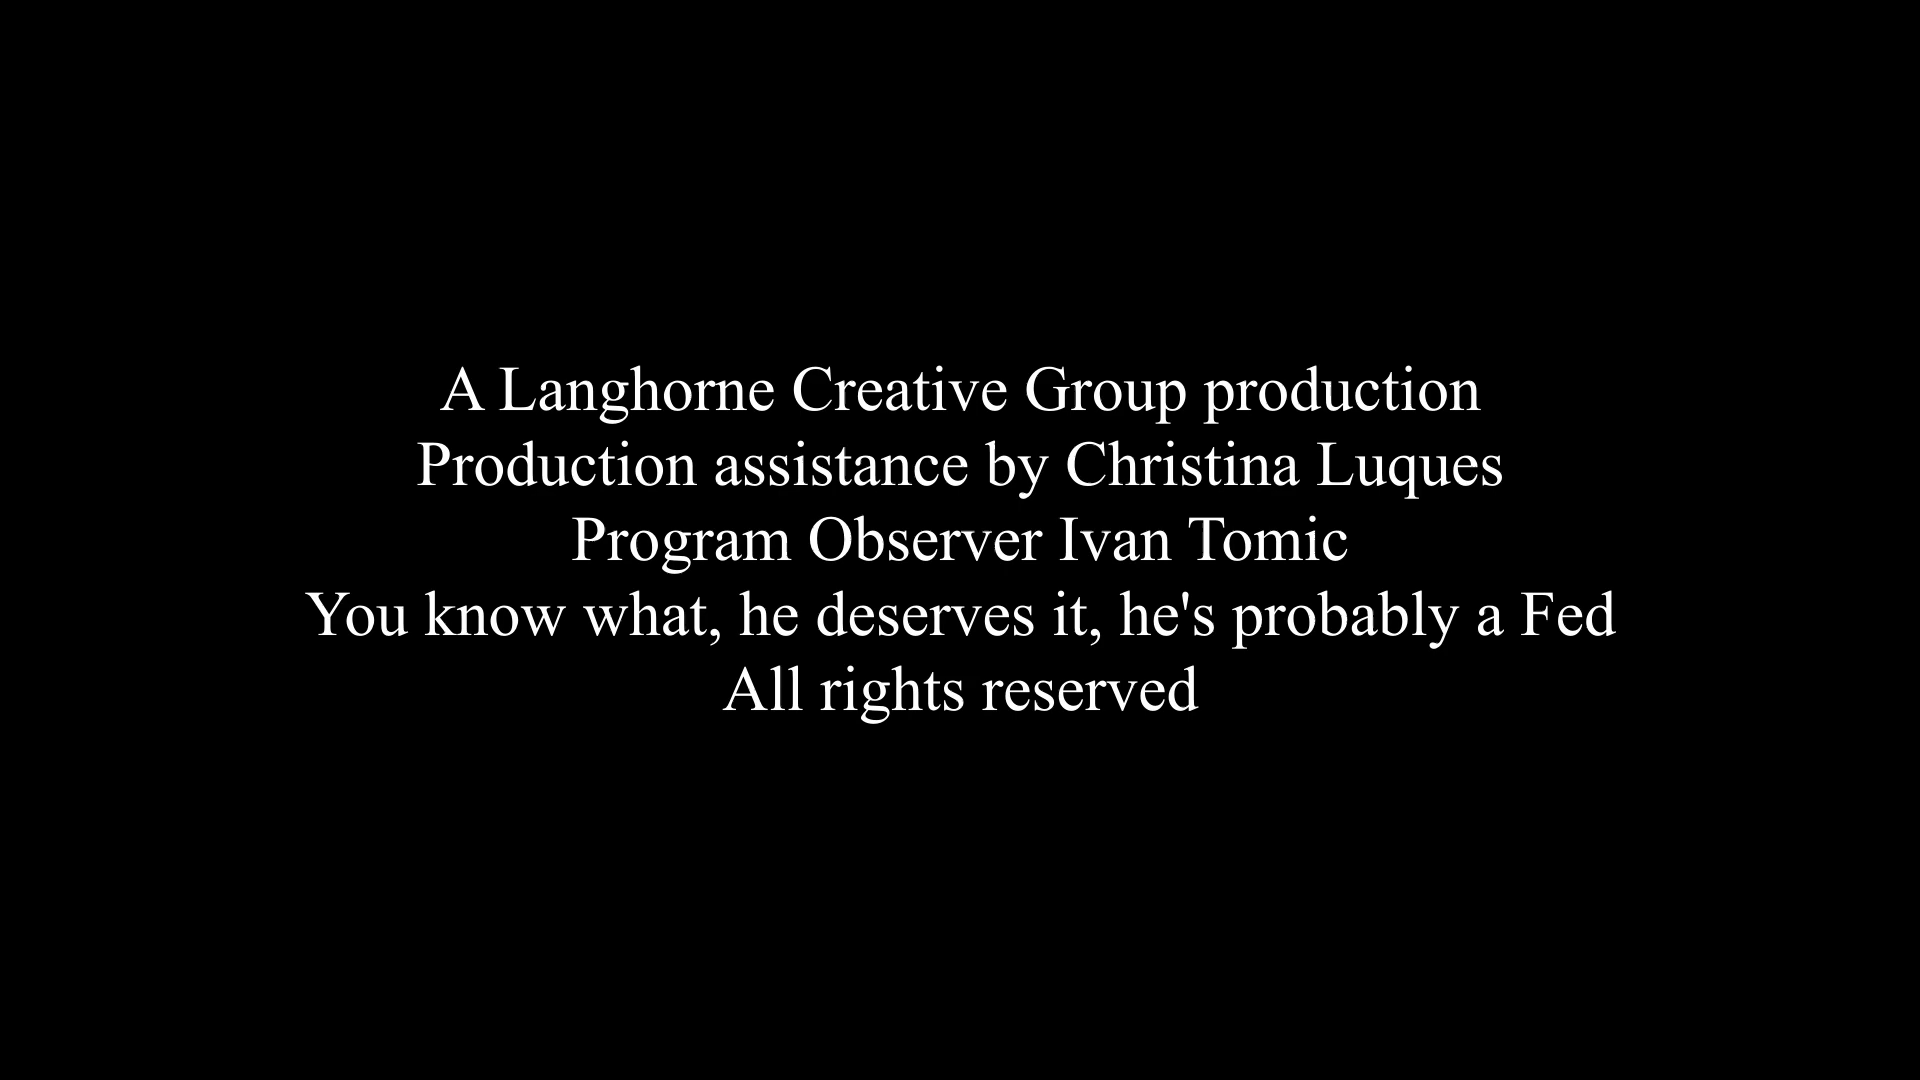 A Langhorne Creative Group production
Production assistance by Christina Luques
Program Observer Ivan Tomic
You know what, he deserves it, he's probably a Fed
All rights reserved